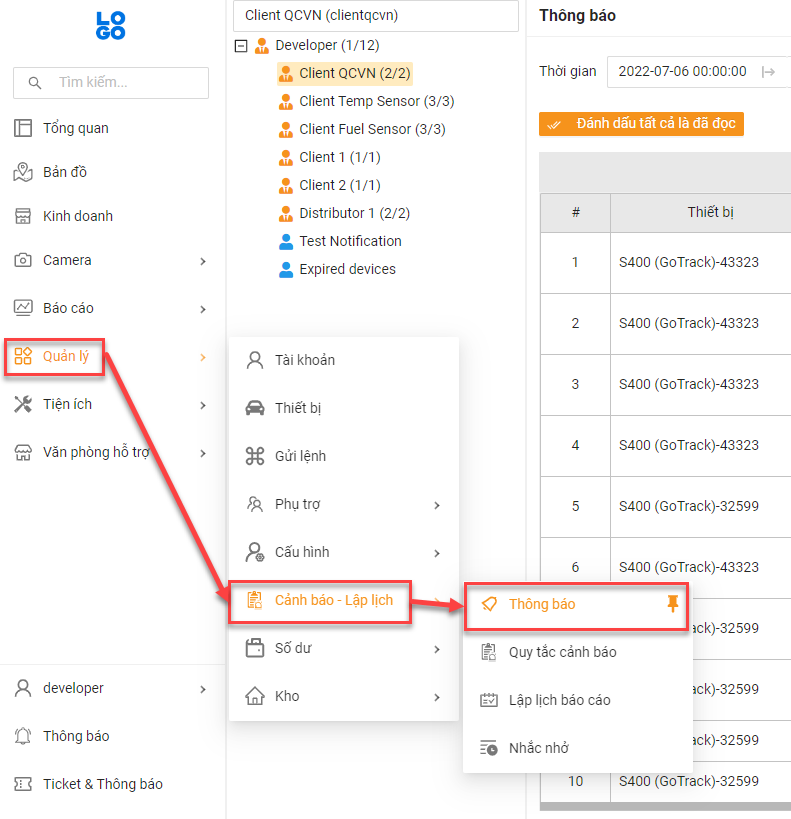 LO
GO
Tìm kiếm...
Tổng quan
Bản đồ
Kinh doanh
Camera
Báo cáo
Quản lý
Tiện ích
Văn phòng hỗ trợ
developer
Thông báo
Ticket & Thông báo
Client QCVN (clientqcvn)
Developer (1/12)
Client QCVN (2/2)
Client Temp Sensor (3/3)
Client Fuel Sensor (3/3)
Client 1 (1/1)
Client 2 (1/1)
Distributor 1 (2/2)
Test Notification
Expired devices
Tài khoản
Thiết bị
Gửi lệnh
Phụ trợ
Cấu hình
Cảnh báo - Lập lịch
Số dư
Kho
Thông báo
Quy tắc cảnh báo
Lập lịch báo cáo
Nhắc nhở
Thông báo
Thời gian 2022-07-06 00:00:00
Đánh dấu tất cả là đã đọc
# Thiết bị
1 S400 (GoTrack)-43323
2 S400 (GoTrack)-43323
3 S400 (GoTrack)-43323
4 S400 (GoTrack)-43323
5 S400 (GoTrack)-32599
6 S400 (GoTrack)-43323
ck)-32599
ck)-32599
ck)-32599
10 S400 (GoTrack)-32599